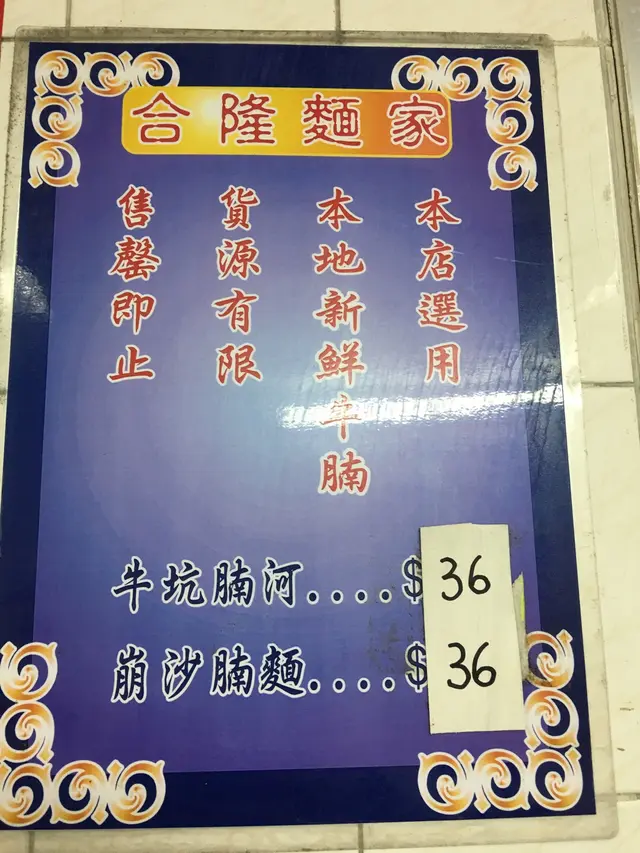 合隆麵家
本店選用
本地新鮮牛腩
貨源有限
售罄即止
牛坑腩河....$36
崩沙腩麵....$36